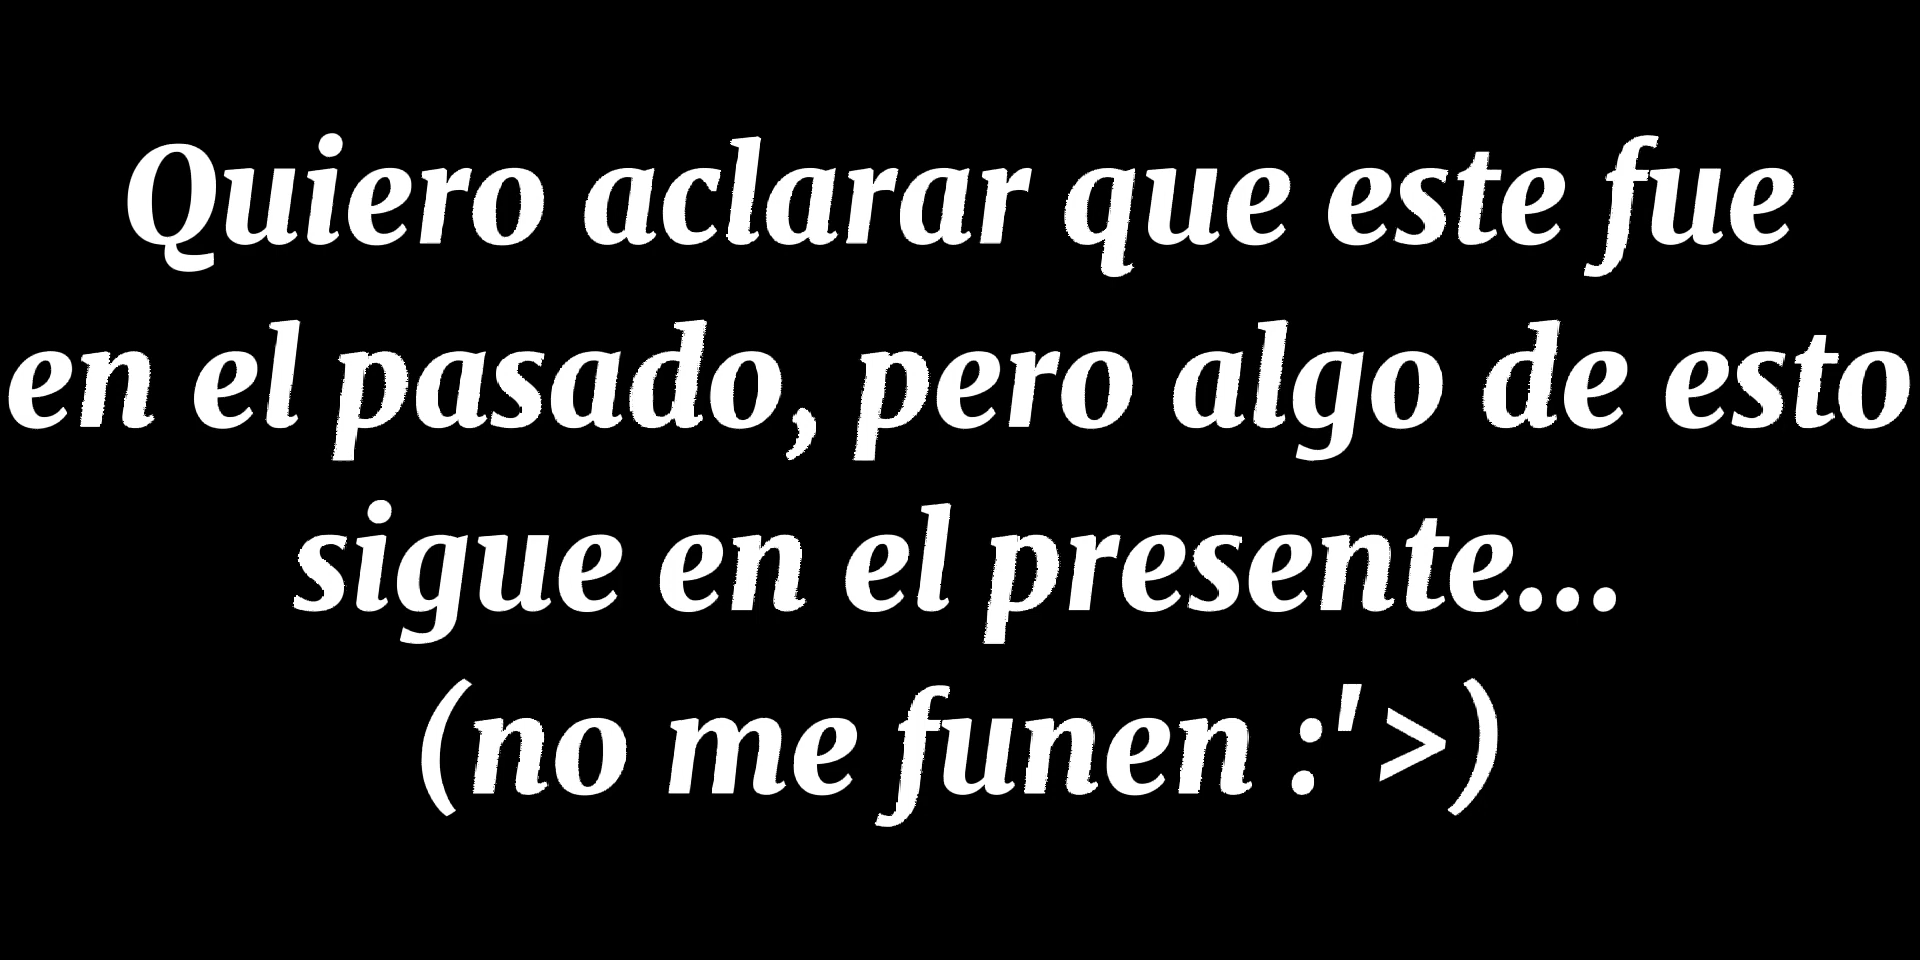 Quiero aclarar que este fue
en el pasado, pero algo de esto
sigue en el presente...
(no me funen :'>)